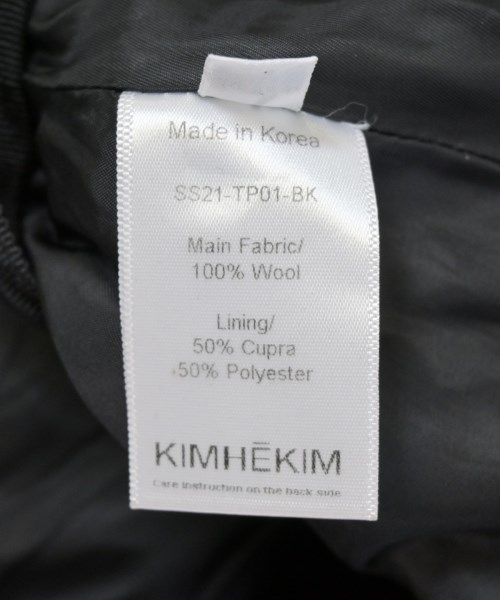 Made in Korea
SS21-TP01-BK
Main Fabric/
100% Wool
Lining/
50% Cupra
50% Polyester
KIMHĒKIM
Care instruction on the back side